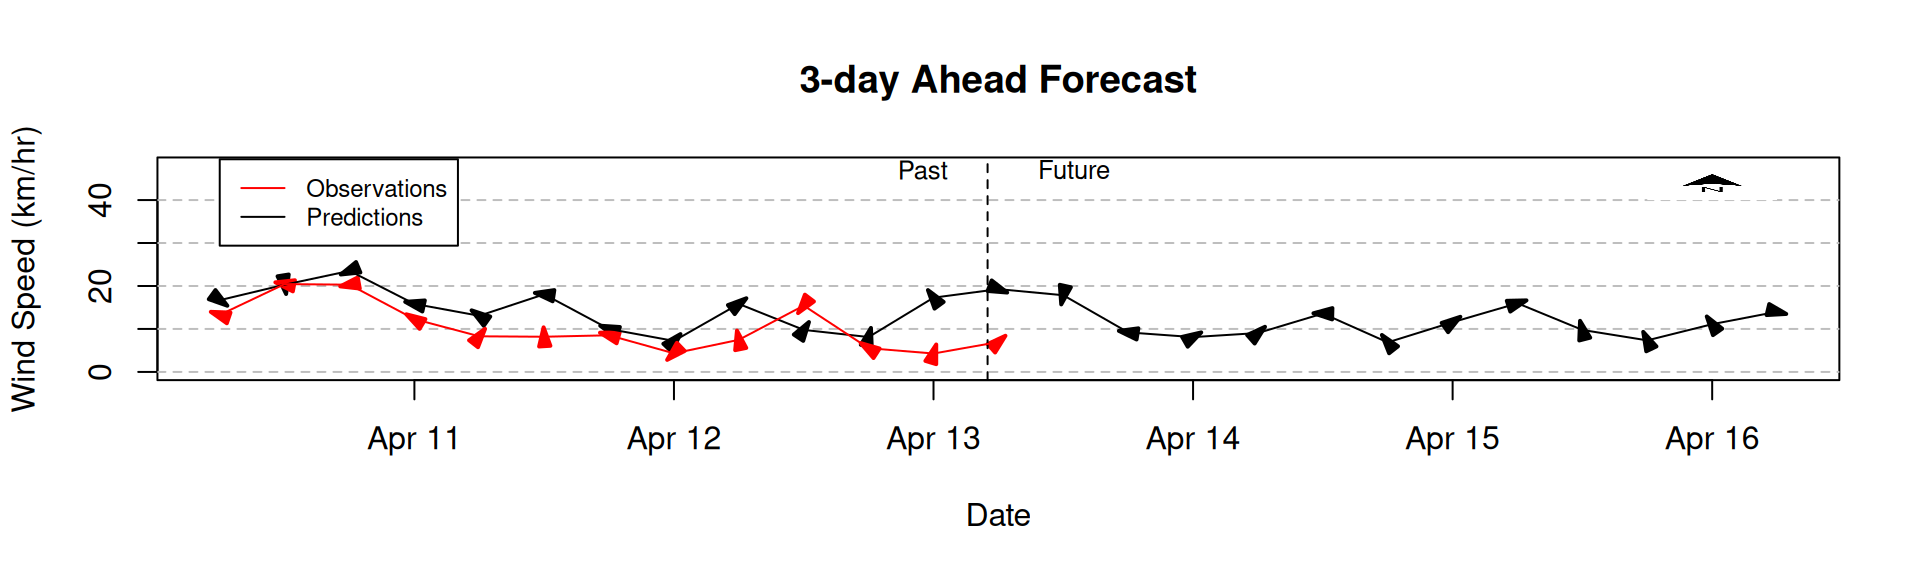 3-day Ahead Forecast
Wind Speed (km/hr)
40
20
0
Observations
Predictions
Past
Future
N
Apr 11
Apr 12
Apr 13
Apr 14
Apr 15
Apr 16
Date